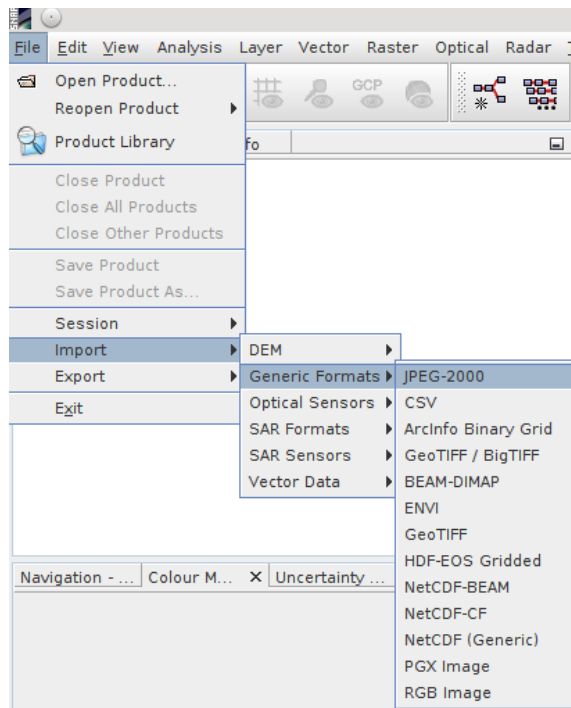 SNAP
File Edit View Analysis Layer Vector Raster Optical Radar
Open Product...
GCP
Reopen Product
Product Library
fo
Close Product
Close All Products
Close Other Products
Save Product
Save Product As...
Session
Import
DEM
Export
Generic Formats
JPEG-2000
Exit
Optical Sensors
CSV
SAR Formats
ArcInfo Binary Grid
SAR Sensors
GeoTIFF / BigTIFF
Vector Data
BEAM-DIMAP
ENVI
GeoTIFF
HDF-EOS Gridded
Navigation - ... Colour M... X Uncertainty ...
NetCDF-BEAM
NetCDF-CF
NetCDF (Generic)
PGX Image
RGB Image